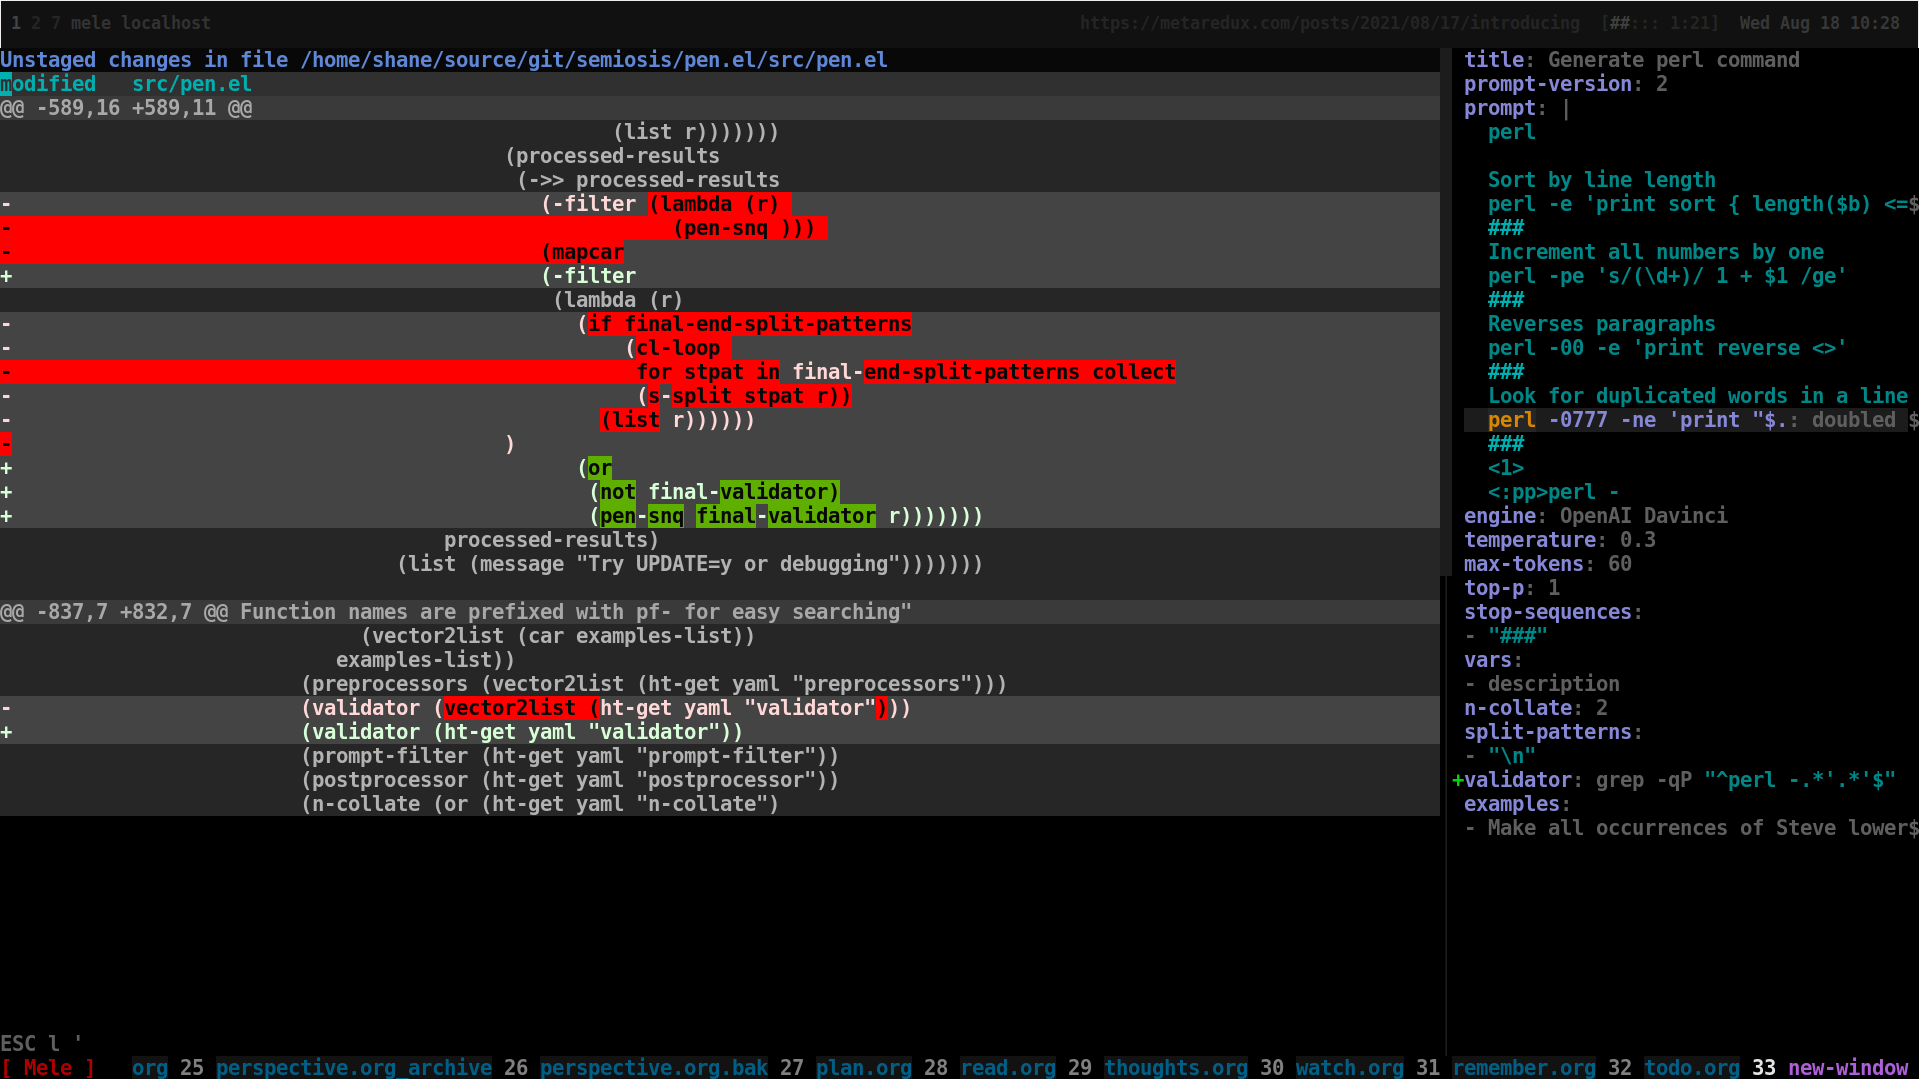 1 2 7 mele localhost https://metaredux.com/posts/2021/08/17/introducing [##::: 1:21] Wed Aug 18 10:28
Unstaged changes in file /home/shane/source/git/semiosis/pen.el/src/pen.el
modified   src/pen.el
@@ -589,16 +589,11 @@
(list r)))))))
(processed-results
(->> processed-results
- (-filter (lambda (r)
- (pen-snq )))
- (mapcar
+ (-filter
(lambda (r)
- (if final-end-split-patterns
- (cl-loop
- for stpat in final-end-split-patterns collect
- (s-split stpat r))
- (list r))))))
- )
+ (or
+ (not final-validator)
+ (pen-snq final-validator r)))))))
processed-results)
(list (message "Try UPDATE=y or debugging")))))))
@@ -837,7 +832,7 @@ Function names are prefixed with pf- for easy searching"
(vector2list (car examples-list))
examples-list))
(preprocessors (vector2list (ht-get yaml "preprocessors")))
- (validator (vector2list (ht-get yaml "validator")))
+ (validator (ht-get yaml "validator"))
(prompt-filter (ht-get yaml "prompt-filter"))
(postprocessor (ht-get yaml "postprocessor"))
(n-collate (or (ht-get yaml "n-collate")
title: Generate perl command
prompt-version: 2
prompt: |
perl
Sort by line length
perl -e 'print sort { length($b) <=$
###
Increment all numbers by one
perl -pe 's/(\d+)/ 1 + $1 /ge'
###
Reverses paragraphs
perl -00 -e 'print reverse <>'
###
Look for duplicated words in a line
perl -0777 -ne 'print "$.: doubled $
###
<1>
<:pp>perl -
engine: OpenAI Davinci
temperature: 0.3
max-tokens: 60
top-p: 1
stop-sequences:
- "###"
vars:
- description
n-collate: 2
split-patterns:
- "\n"
+validator: grep -qP "^perl -.*'.*'$"
examples:
- Make all occurrences of Steve lower$
ESC l '
[ Mele ]   org 25 perspective.org_archive 26 perspective.org.bak 27 plan.org 28 read.org 29 thoughts.org 30 watch.org 31 remember.org 32 todo.org 33 new-window